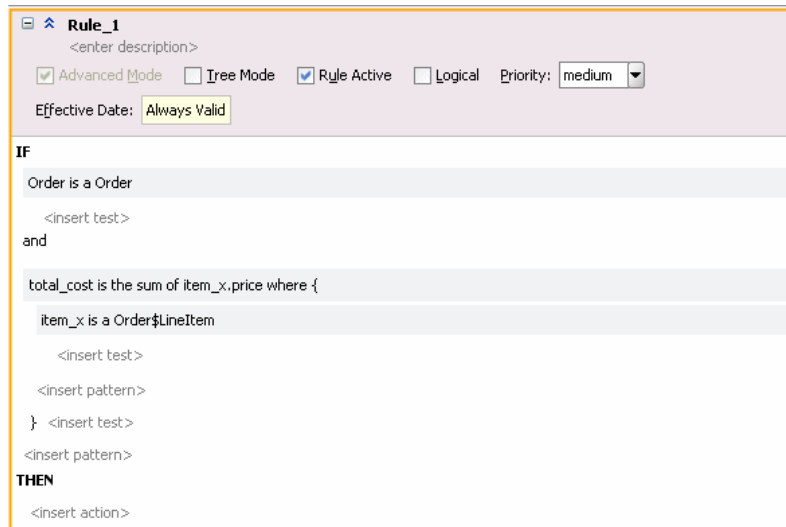 Rule_1
<enter description>
Advanced Mode Tree Mode Rule Active Logical Priority: medium
Effective Date: Always Valid
IF
Order is a Order
<insert test>
and
total_cost is the sum of item_x.price where {
item_x is a Order$LineItem
<insert test>
<insert pattern>
} <insert test>
<insert pattern>
THEN
<insert action>